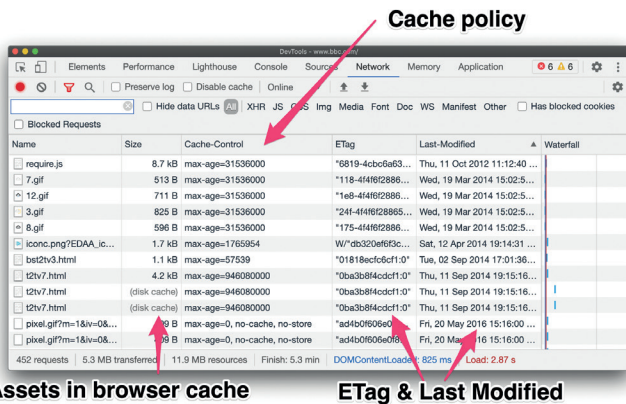 Cache policy
DevTools - www.bbc.com/
Elements Performance Lighthouse Console Sources Network Memory Application 6 6
Preserve log Disable cache Online
Hide data URLs All XHR JS CSS Img Media Font Doc WS Manifest Other Has blocked cookies
Blocked Requests
Name Size Cache-Control ETag Last-Modified Waterfall
require.js 8.7 kB max-age=31536000 "6819-4cbc6a63... Thu, 11 Oct 2012 11:12:40 ...
7.gif 513 B max-age=31536000 "118-4f4f6f2886... Wed, 19 Mar 2014 15:02:5...
12.gif 711 B max-age=31536000 "1e8-4f4f6f2886... Wed, 19 Mar 2014 15:02:5...
3.gif 825 B max-age=31536000 "24f-4f4f6f28865... Wed, 19 Mar 2014 15:02:5...
8.gif 596 B max-age=31536000 "175-4f4f6f2886... Wed, 19 Mar 2014 15:02:5...
iconc.png?EDAA_ic... 1.7 kB max-age=1765954 W/"db320ef6f3c... Sat, 12 Apr 2014 19:14:31 ...
bst2tv3.html 1.1 kB max-age=57539 "01818ecfc6cf1:0" Tue, 02 Sep 2014 17:01:36...
t2tv7.html 4.2 kB max-age=946080000 "0ba3b8f4cdcf1:0" Thu, 11 Sep 2014 19:15:16...
t2tv7.html (disk cache) max-age=946080000 "0ba3b8f4cdcf1:0" Thu, 11 Sep 2014 19:15:16...
t2tv7.html (disk cache) max-age=946080000 "0ba3b8f4cdcf1:0" Thu, 11 Sep 2014 19:15:16...
pixel.gif?m=1&iv=0&... B max-age=0, no-cache, no-store "ad4b0f606e0 Fri, 20 May 2016 15:16:00 ...
pixel.gif?m=1&iv=0&... B max-age=0, no-cache, no-store "ad4b0f606e0f8 Fri, 20 May 2016 15:16:00 ...
452 requests 5.3 MB transferred 11.9 MB resources Finish: 5.3 min DOMContentLoaded: 825 ms Load: 2.87 s
Assets in browser cache ETag & Last Modified